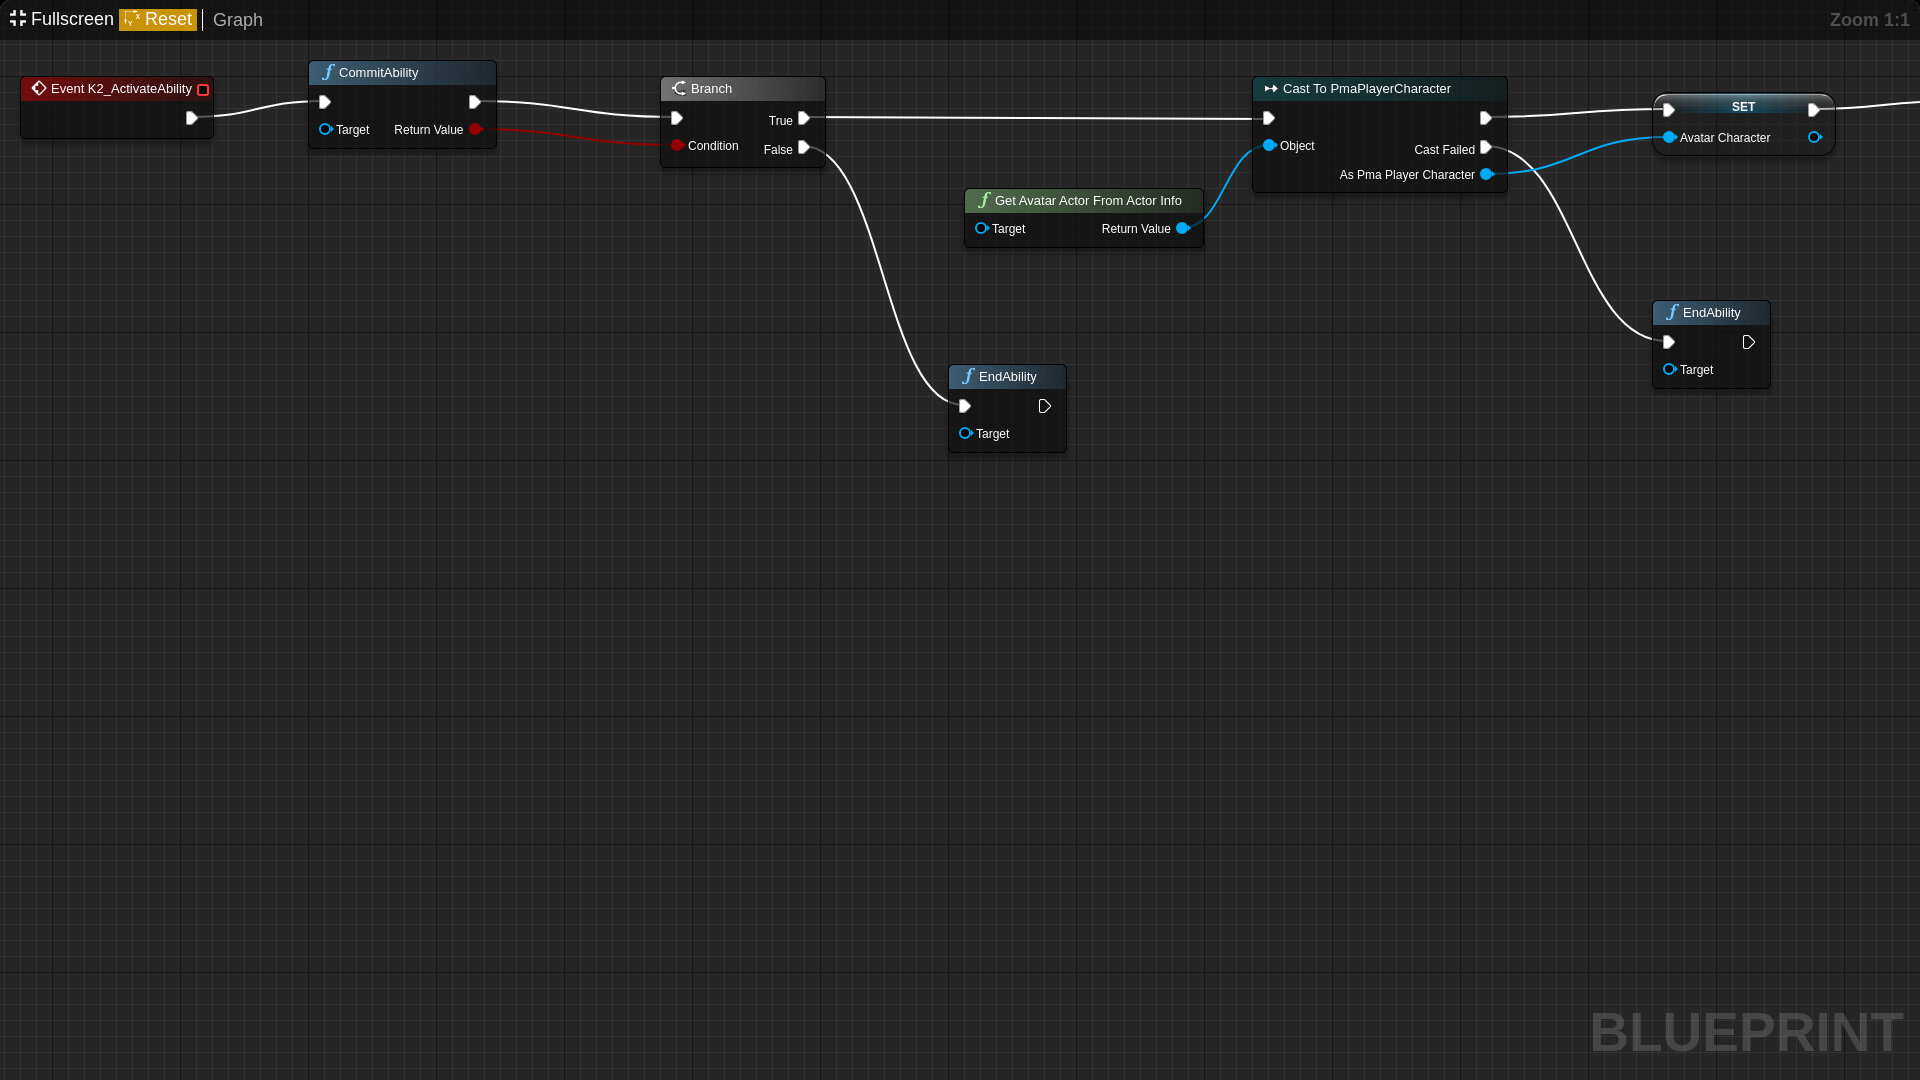 Fullscreen Reset Graph Zoom 1:1
Event K2_ActivateAbility
CommitAbility
Target Return Value
Branch
True
Condition
False
Get Avatar Actor From Actor Info
Target Return Value
Cast To PmaPlayerCharacter
Object
Cast Failed
As Pma Player Character
SET
Avatar Character
EndAbility
Target
EndAbility
Target
BLUEPRINT